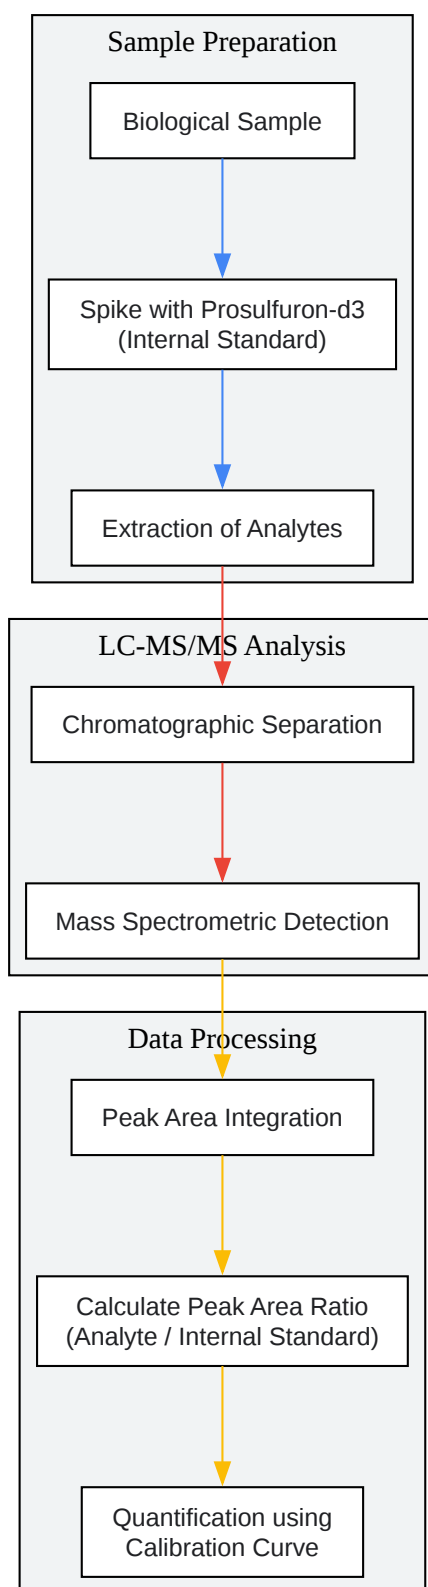 Sample Preparation
Biological Sample
Spike with Prosulfuron-d3
(Internal Standard)
Extraction of Analytes
LC-MS/MS Analysis
Chromatographic Separation
Mass Spectrometric Detection
Data Processing
Peak Area Integration
Calculate Peak Area Ratio
(Analyte / Internal Standard)
Quantification using
Calibration Curve